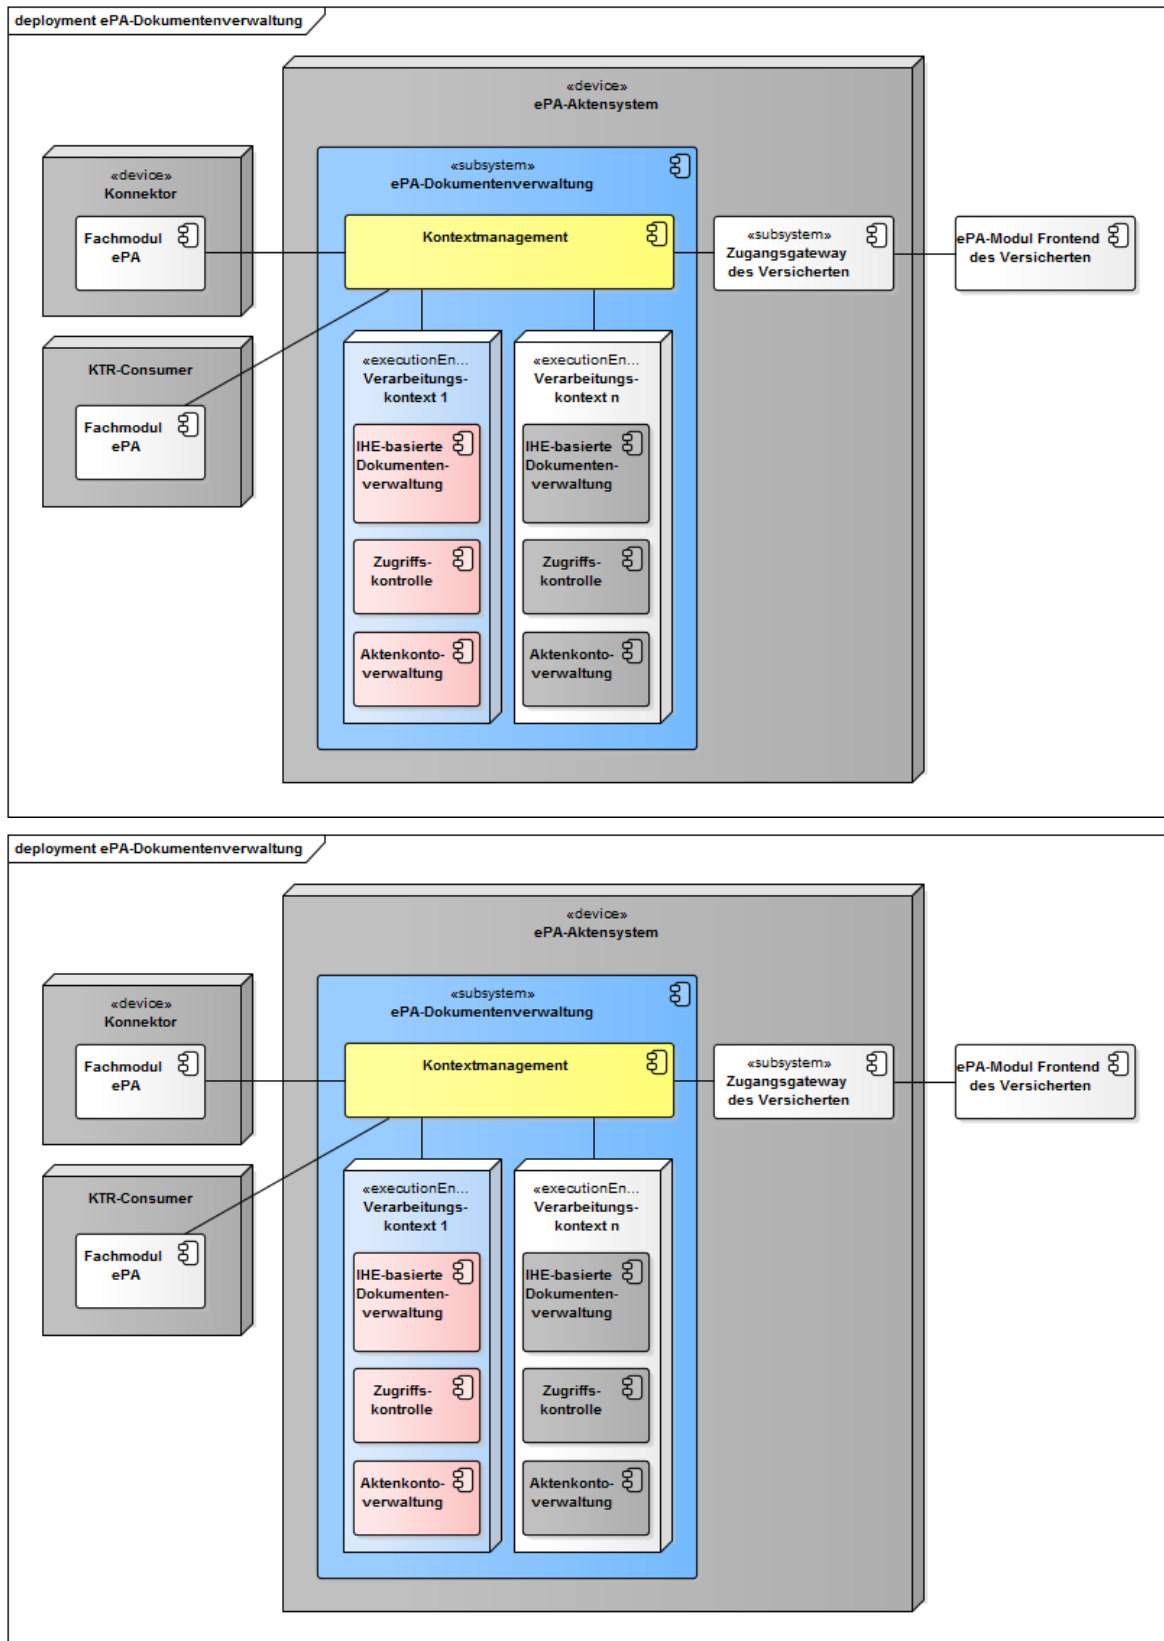 deployment ePA-Dokumentenverwaltung
«device»
ePA-Aktensystem
«device»
Konnektor
Fachmodul
ePA
KTR-Consumer
Fachmodul
ePA
«subsystem»
ePA-Dokumentenverwaltung
Kontextmanagement
«executionEn...
Verarbeitungs-
kontext 1
IHE-basierte
Dokumenten-
verwaltung
Zugriffs-
kontrolle
Aktenkonto-
verwaltung
«executionEn...
Verarbeitungs-
kontext n
IHE-basierte
Dokumenten-
verwaltung
Zugriffs-
kontrolle
Aktenkonto-
verwaltung
«subsystem»
Zugangsgateway
des Versicherten
ePA-Modul Frontend
des Versicherten
deployment ePA-Dokumentenverwaltung
«device»
ePA-Aktensystem
«device»
Konnektor
Fachmodul
ePA
KTR-Consumer
Fachmodul
ePA
«subsystem»
ePA-Dokumentenverwaltung
Kontextmanagement
«executionEn...
Verarbeitungs-
kontext 1
IHE-basierte
Dokumenten-
verwaltung
Zugriffs-
kontrolle
Aktenkonto-
verwaltung
«executionEn...
Verarbeitungs-
kontext n
IHE-basierte
Dokumenten-
verwaltung
Zugriffs-
kontrolle
Aktenkonto-
verwaltung
«subsystem»
Zugangsgateway
des Versicherten
ePA-Modul Frontend
des Versicherten